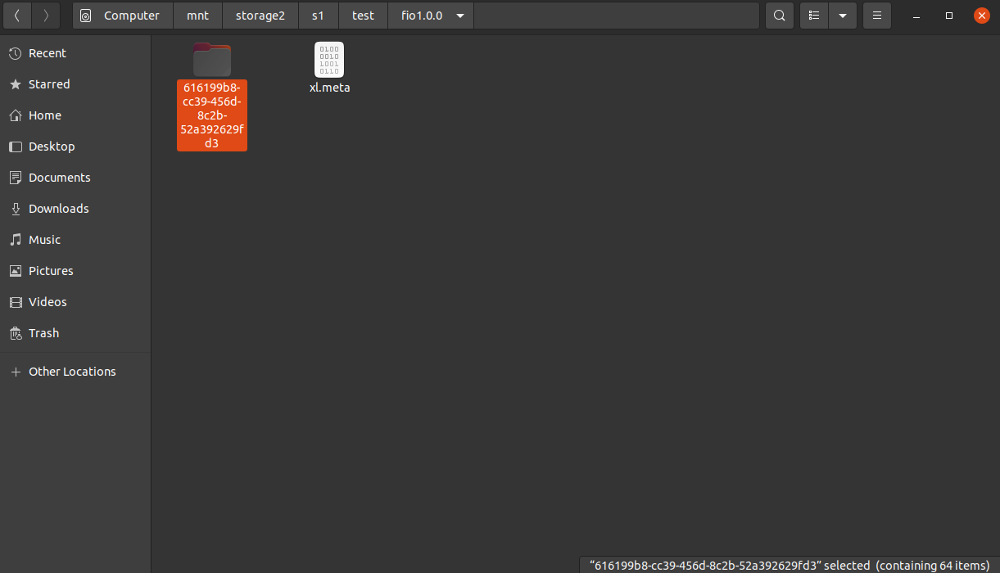 Computer
mnt
storage2
s1
test
fio1.0.0
Recent
Starred
Home
Desktop
Documents
Downloads
Music
Pictures
Videos
Trash
Other Locations
616199b8-
cc39-456d-
8c2b-
52a392629f
d3
0100
0010
1001
0110
xl.meta
“616199b8-cc39-456d-8c2b-52a392629fd3” selected (containing 64 items)